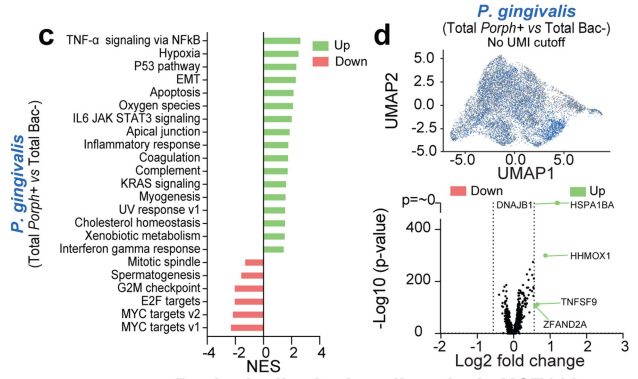 c
P. gingivalis
(Total Porph+ vs Total Bac-)
TNF-α signaling via NFkB
Hypoxia
P53 pathway
EMT
Apoptosis
Oxygen species
IL6 JAK STAT3 signaling
Apical junction
Inflammatory response
Coagulation
Complement
KRAS signaling
Myogenesis
UV response v1
Cholesterol homeostasis
Xenobiotic metabolism
Interferon gamma response
Mitotic spindle
Spermatogenesis
G2M checkpoint
E2F targets
MYC targets v2
MYC targets v1
Up
Down
-4 -2 0 2 4
NES
d
P. gingivalis
(Total Porph+ vs Total Bac-)
No UMI cutoff
UMAP2
5.0
2.5
0.0
-2.5
-5.0
-5.0 0.0 5.0
UMAP1
Down Up
-Log10 (p-value)
p=~0
400
200
0
DNAJB1
HSPA1BA
HHMOX1
TNFSF9
ZFAND2A
-2 -1 0 1 2 3
Log2 fold change